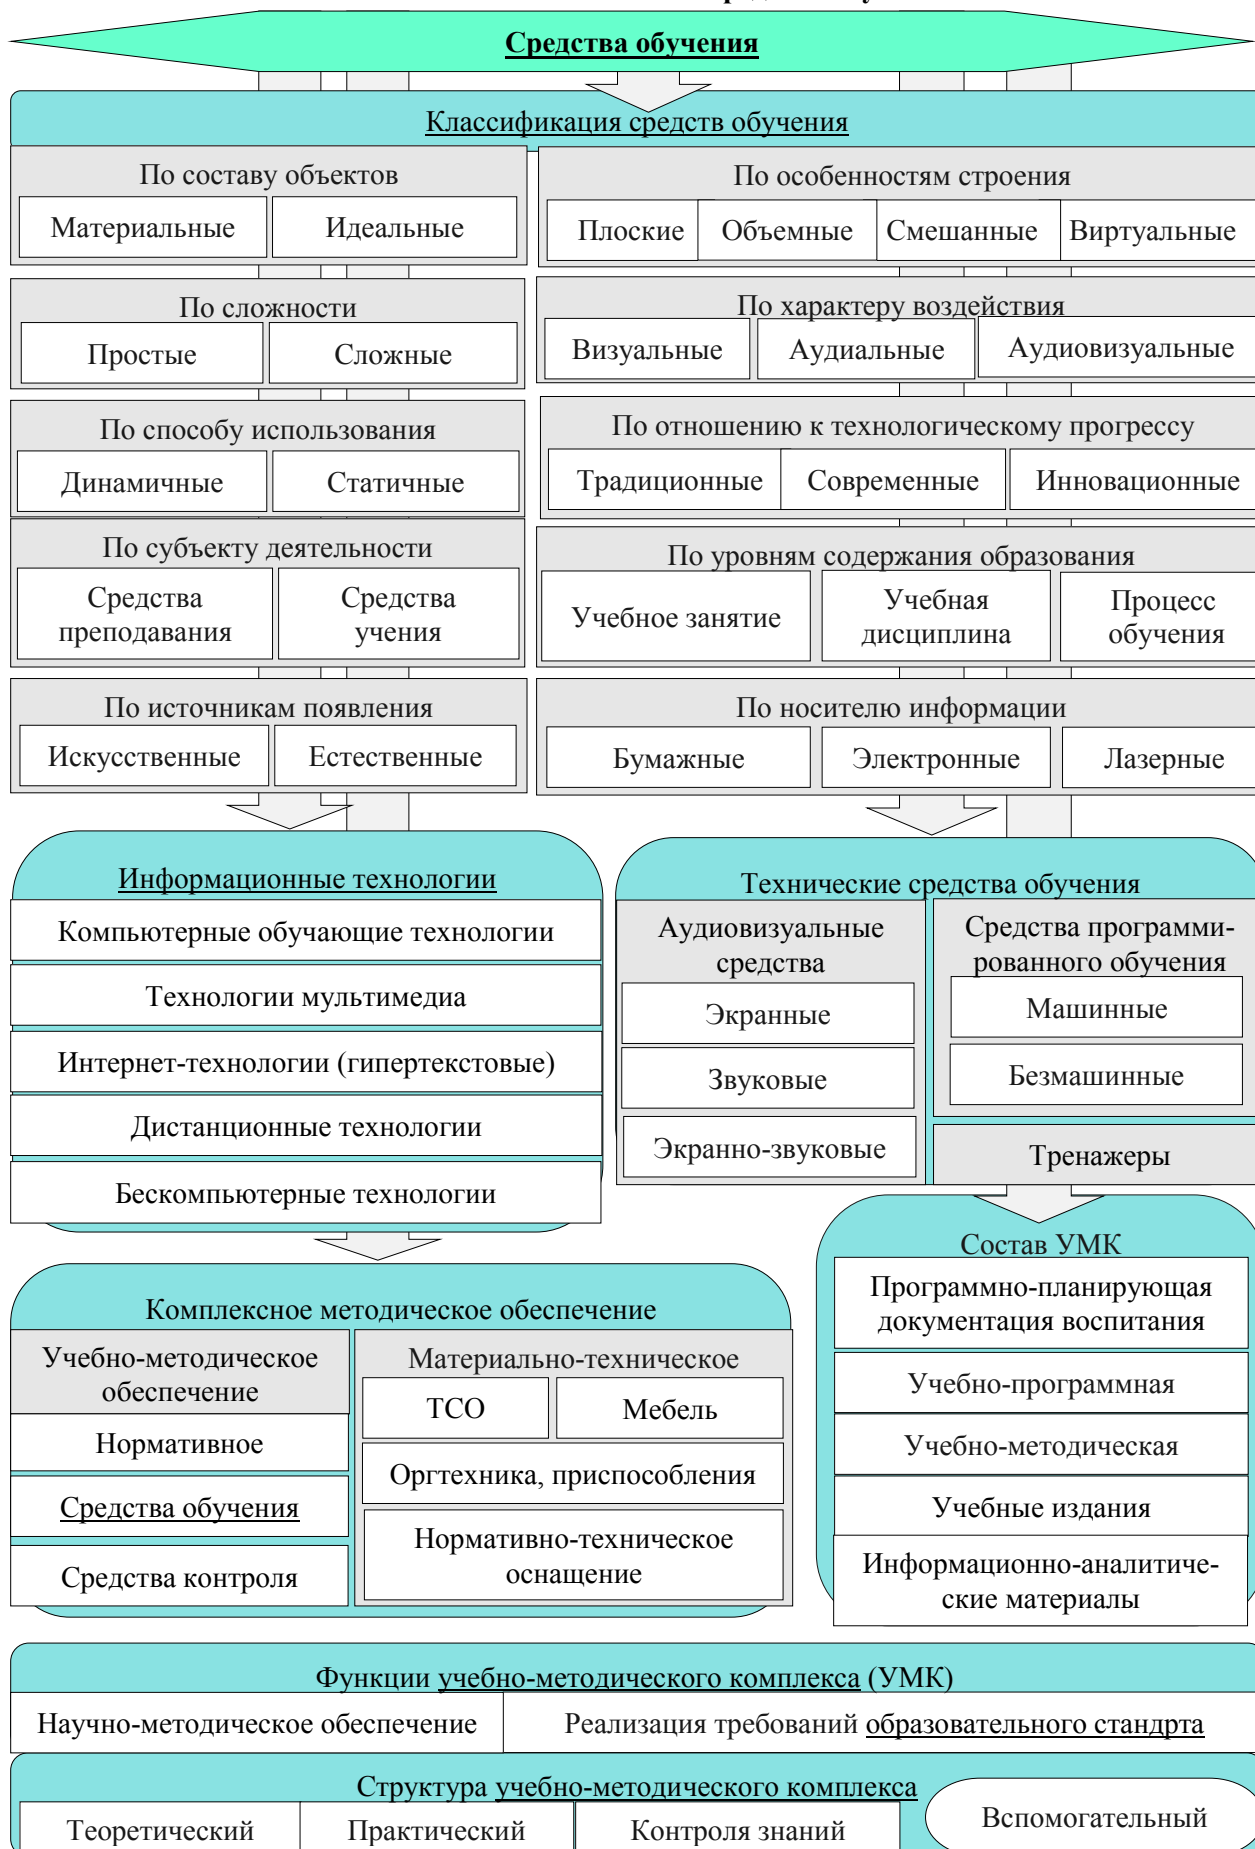 Средства обучения
Классификация средств обучения
По составу объектов
Материальные
Идеальные
По особенностям строения
Плоские
Объемные
Смешанные
Виртуальные
По сложности
Простые
Сложные
По характеру воздействия
Визуальные
Аудиальные
Аудиовизуальные
По способу использования
Динамичные
Статичные
По отношению к технологическому прогрессу
Традиционные
Современные
Инновационные
По субъекту деятельности
Средства
преподавания
Средства
учения
По уровням содержания образования
Учебное занятие
Учебная
дисциплина
Процесс
обучения
По источникам появления
Искусственные
Естественные
По носителю информации
Бумажные
Электронные
Лазерные
Информационные технологии
Компьютерные обучающие технологии
Технологии мультимедиа
Интернет-технологии (гипертекстовые)
Дистанционные технологии
Бескомпьютерные технологии
Технические средства обучения
Аудиовизуальные
средства
Экранные
Звуковые
Экранно-звуковые
Средства программи-
рованного обучения
Машинные
Безмашинные
Тренажеры
Комплексное методическое обеспечение
Учебно-методическое
обеспечение
Нормативное
Средства обучения
Средства контроля
Материально-техническое
ТСО
Мебель
Оргтехника, приспособления
Нормативно-техническое
оснащение
Состав УМК
Программно-планирующая
документация воспитания
Учебно-программная
Учебно-методическая
Учебные издания
Информационно-аналитиче-
ские материалы
Функции учебно-методического комплекса (УМК)
Научно-методическое обеспечение
Реализация требований образовательного стандрта
Структура учебно-методического комплекса
Теоретический
Практический
Контроля знаний
Вспомогательный